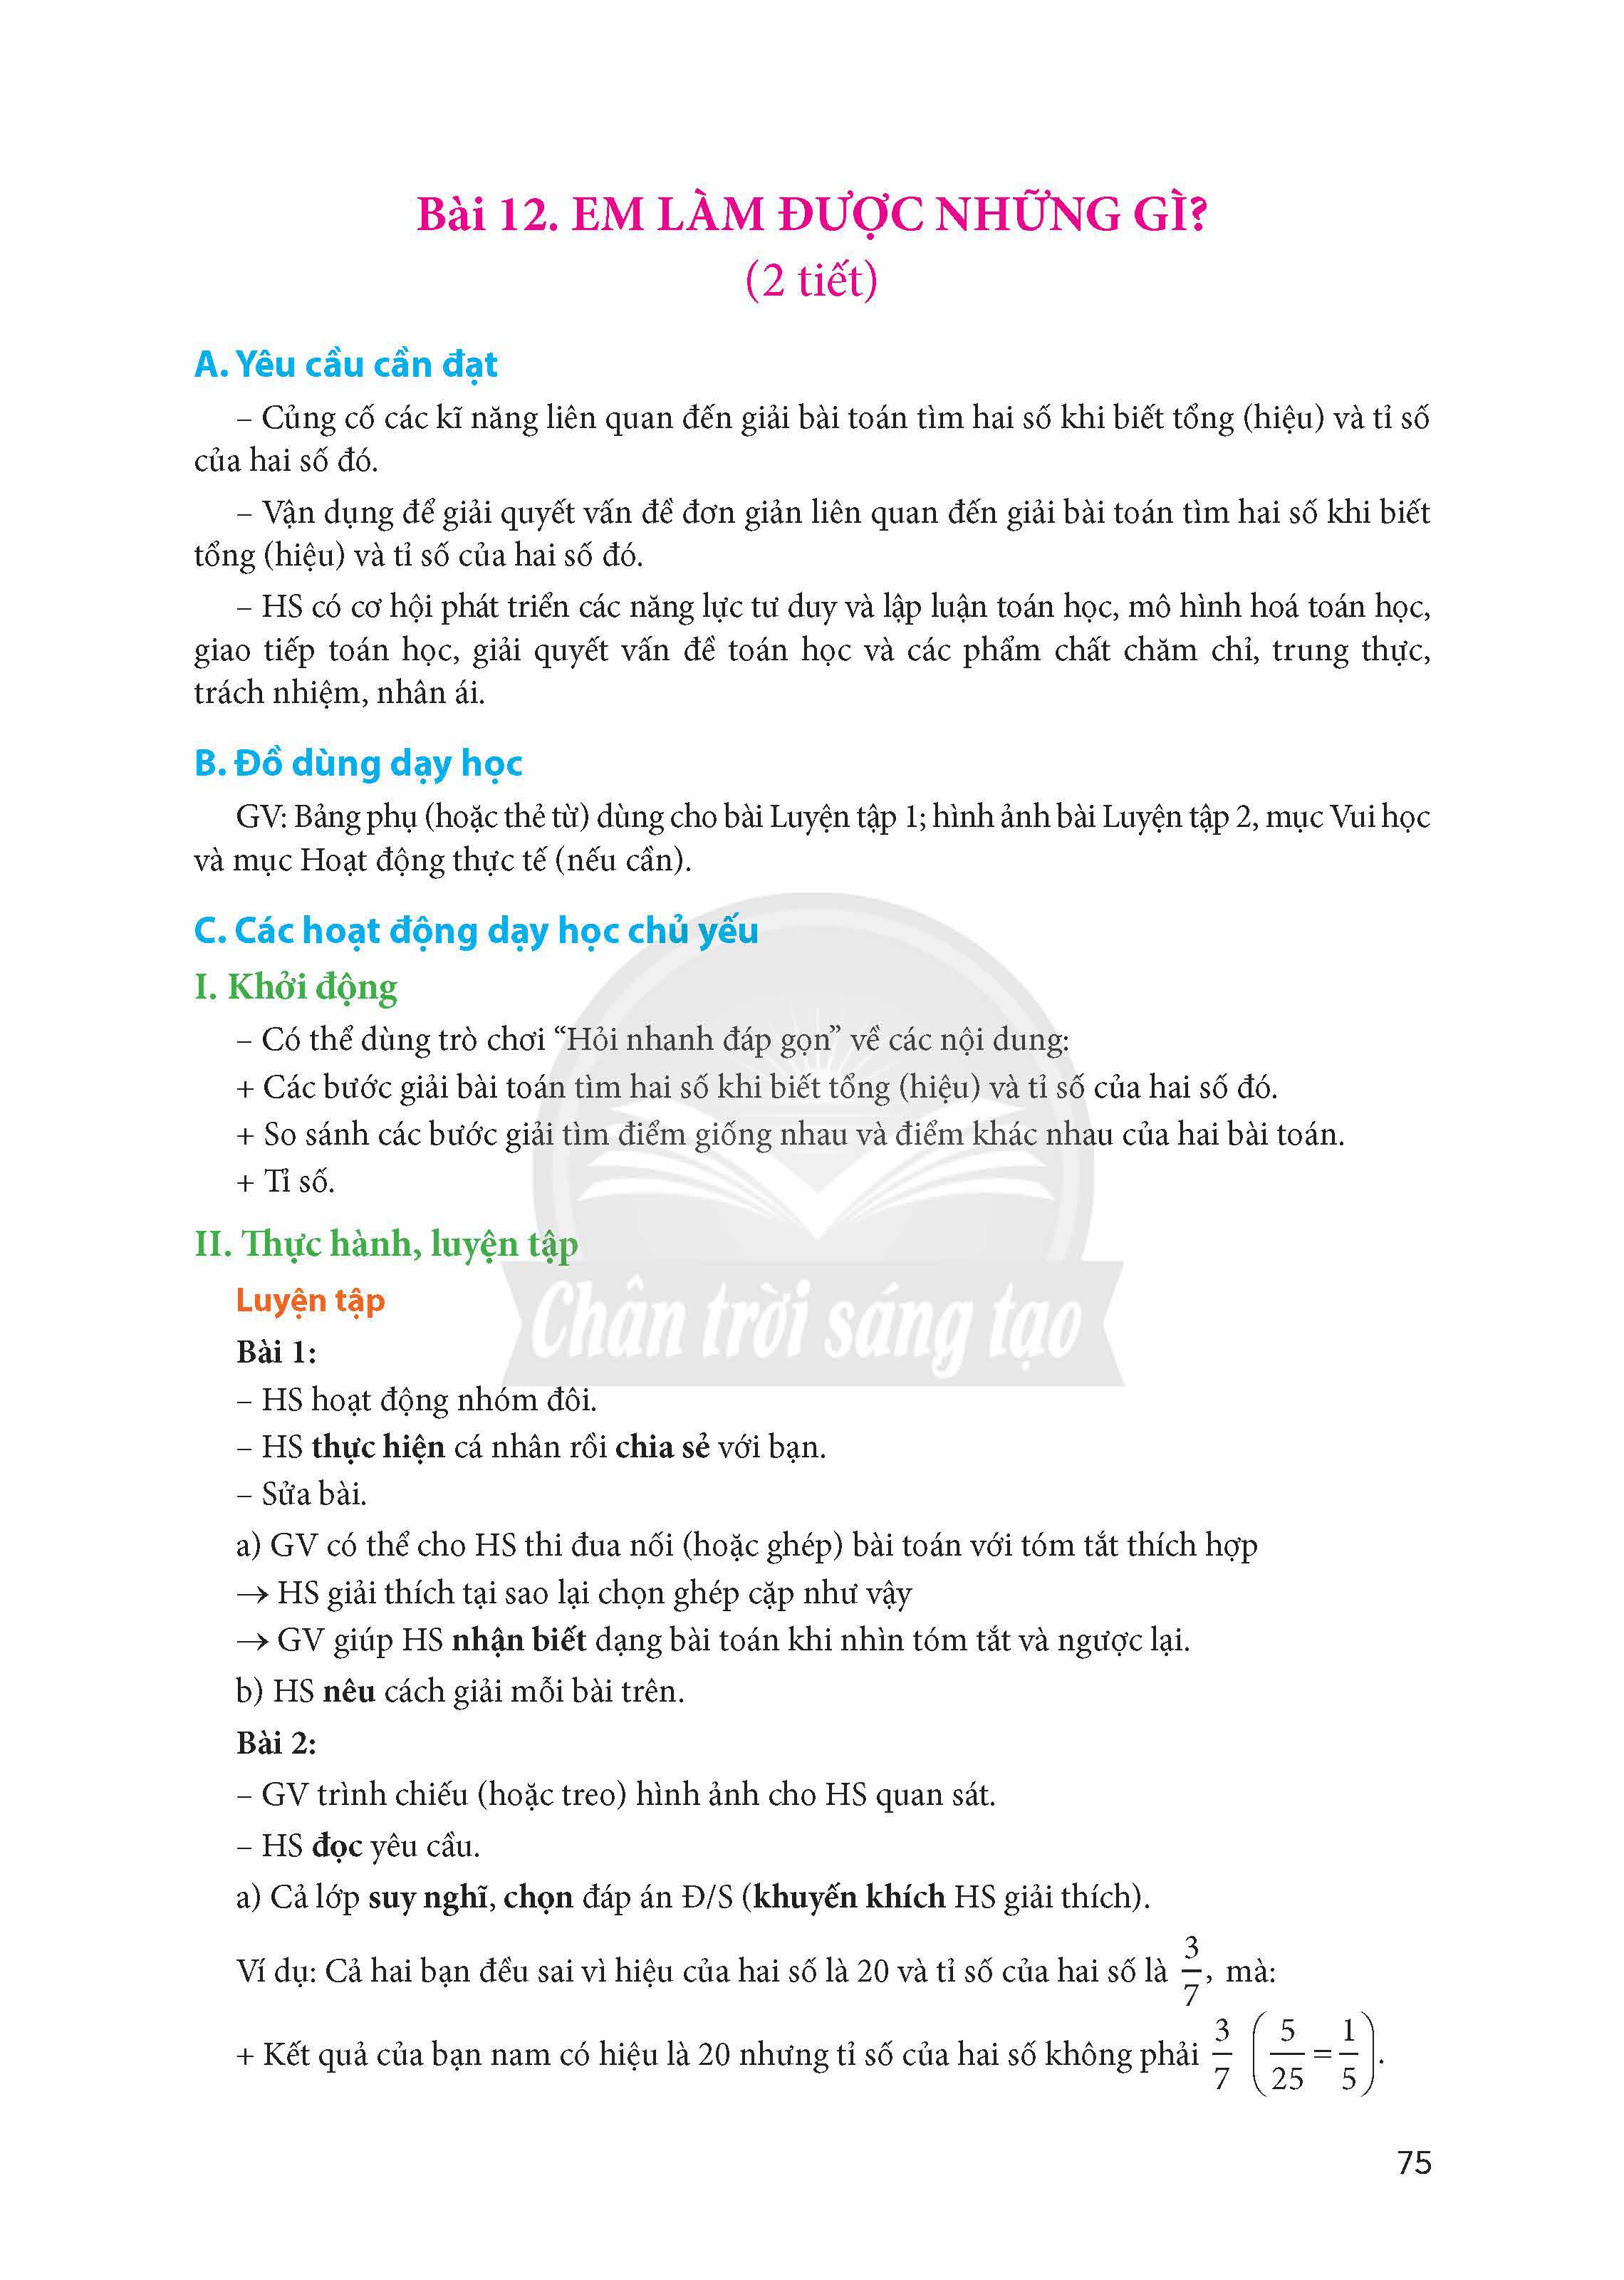 Bài 12. EM LÀM ĐƯỢC NHỮNG GÌ?
(2 tiết)
A. Yêu cầu cần đạt
– Củng cố các kĩ năng liên quan đến giải bài toán tìm hai số khi biết tổng (hiệu) và tỉ số
của hai số đó.
– Vận dụng để giải quyết vấn đề đơn giản liên quan đến giải bài toán tìm hai số khi biết
tổng (hiệu) và tỉ số của hai số đó.
– HS có cơ hội phát triển các năng lực tư duy và lập luận toán học, mô hình hoá toán học,
giao tiếp toán học, giải quyết vấn đề toán học và các phẩm chất chăm chỉ, trung thực,
trách nhiệm, nhân ái.
B. Đồ dùng dạy học
GV: Bảng phụ (hoặc thẻ từ) dùng cho bài Luyện tập 1; hình ảnh bài Luyện tập 2, mục Vui học
và mục Hoạt động thực tế (nếu cần).
C. Các hoạt động dạy học chủ yếu
I. Khởi động
– Có thể dùng trò chơi “Hỏi nhanh đáp gọn” về các nội dung:
+ Các bước giải bài toán tìm hai số khi biết tổng (hiệu) và tỉ số của hai số đó.
+ So sánh các bước giải tìm điểm giống nhau và điểm khác nhau của hai bài toán.
+ Tỉ số.
II. Thực hành, luyện tập
Luyện tập
Chân trời sáng tạo
Bài 1:
– HS hoạt động nhóm đôi.
– HS thực hiện cá nhân rồi chia sẻ với bạn.
– Sửa bài.
a) GV có thể cho HS thi đua nối (hoặc ghép) bài toán với tóm tắt thích hợp
→ HS giải thích tại sao lại chọn ghép cặp như vậy
→ GV giúp HS nhận biết dạng bài toán khi nhìn tóm tắt và ngược lại.
b) HS nêu cách giải mỗi bài trên.
Bài 2:
– GV trình chiếu (hoặc treo) hình ảnh cho HS quan sát.
– HS đọc yêu cầu.
a) Cả lớp suy nghĩ, chọn đáp án Đ/S (khuyến khích HS giải thích).
Ví dụ: Cả hai bạn đều sai vì hiệu của hai số là 20 và tỉ số của hai số là 3/7, mà:
+ Kết quả của bạn nam có hiệu là 20 nhưng tỉ số của hai số không phải 3/7 (5/25 = 1/5).
75